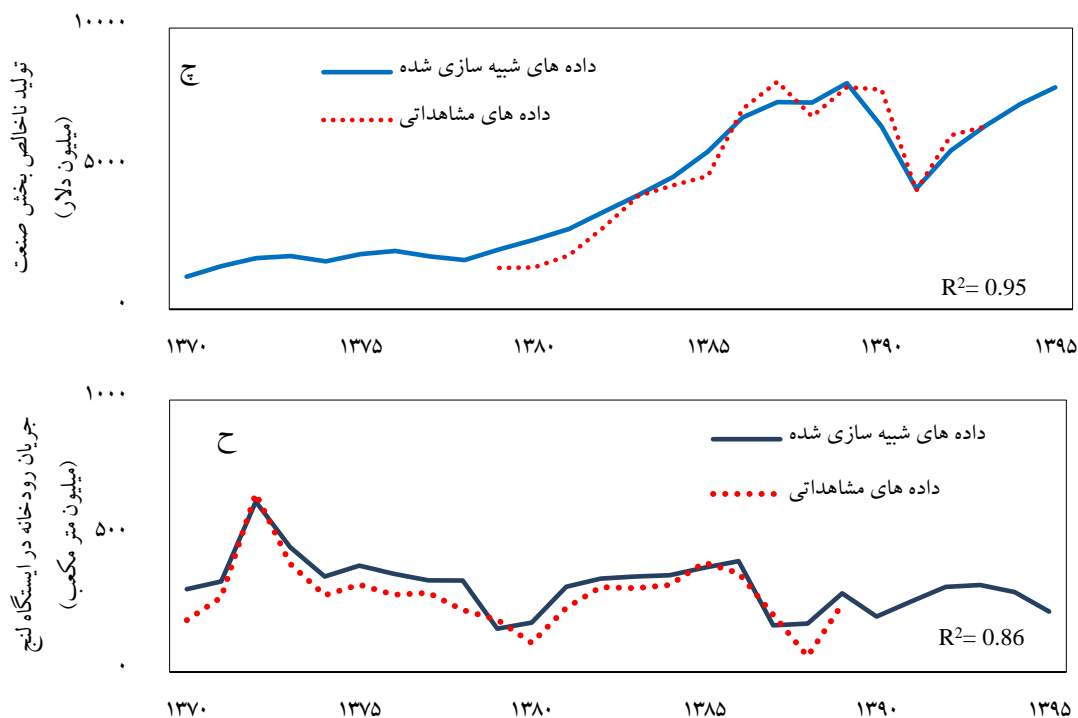 تولید ناخالص بخش صنعت
(میلیون دلار)
۱۰۰۰۰
۵۰۰۰
۰
چ
داده های شبیه سازی شده
داده های مشاهداتی
R²= 0.95
۱۳۷۰ ۱۳۷۵ ۱۳۸۰ ۱۳۸۵ ۱۳۹۰ ۱۳۹۵
جریان رودخانه در ایستگاه لنج
(میلیون متر مکعب)
۱۰۰۰
۵۰۰
۰
ح
داده های شبیه سازی شده
داده های مشاهداتی
R²= 0.86
۱۳۷۰ ۱۳۷۵ ۱۳۸۰ ۱۳۸۵ ۱۳۹۰ ۱۳۹۵